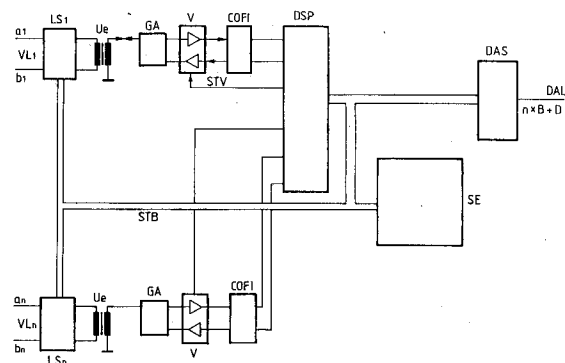 LS1
Ue
GA
V
COFI
DSP
a1
VL1
b1
STV
DAS
DAL
n×B+D
SE
STB
an
VLn
bn
LSn
Ue
GA
V
COFI